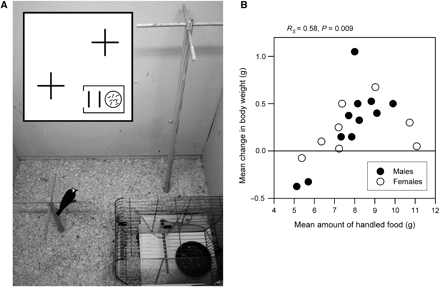 A
B
R_S = 0.58, P = 0.009
Mean change in body weight (g)
1.0
0.5
0.0
−0.5
Males
Females
4 5 6 7 8 9 10 11 12
Mean amount of handled food (g)